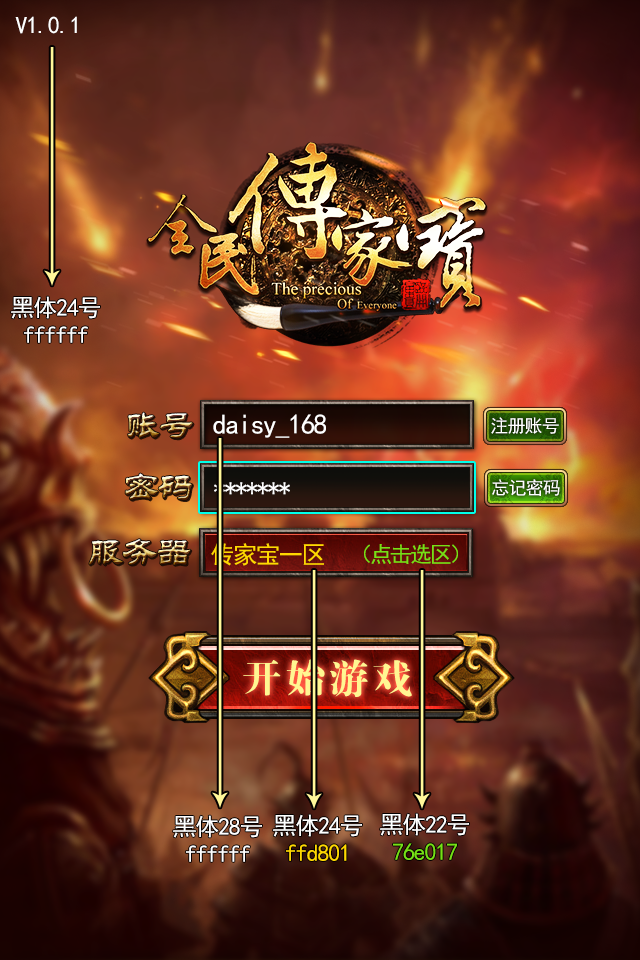 V1.0.1
全民傳家寶
The precious
Of Everyone
黑体24号
ffffff
账号 daisy_168 注册账号
密码 ******* 忘记密码
服务器 传家宝一区 (点击选区)
开始游戏
黑体28号 黑体24号 黑体22号
ffffff ffd801 76e017